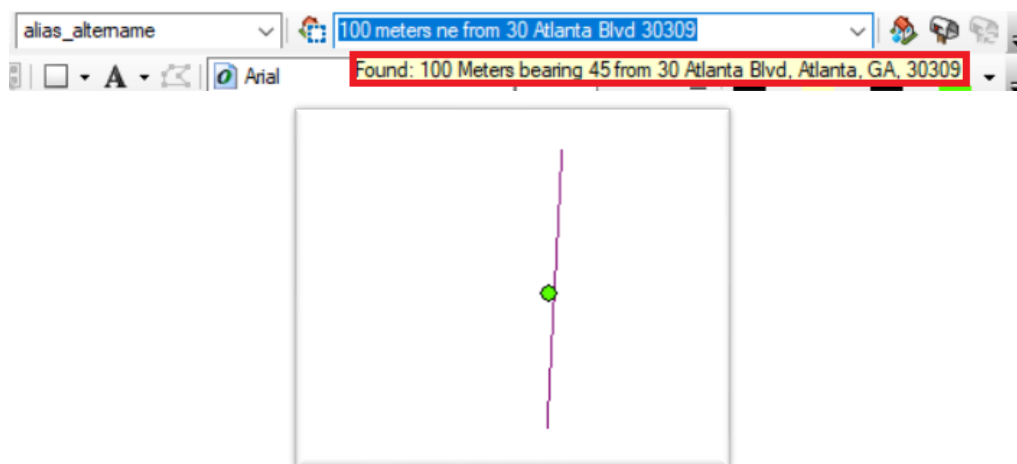 alias_altername
100 meters ne from 30 Atlanta Blvd 30309
A
Arial
Found: 100 Meters bearing 45 from 30 Atlanta Blvd, Atlanta, GA, 30309